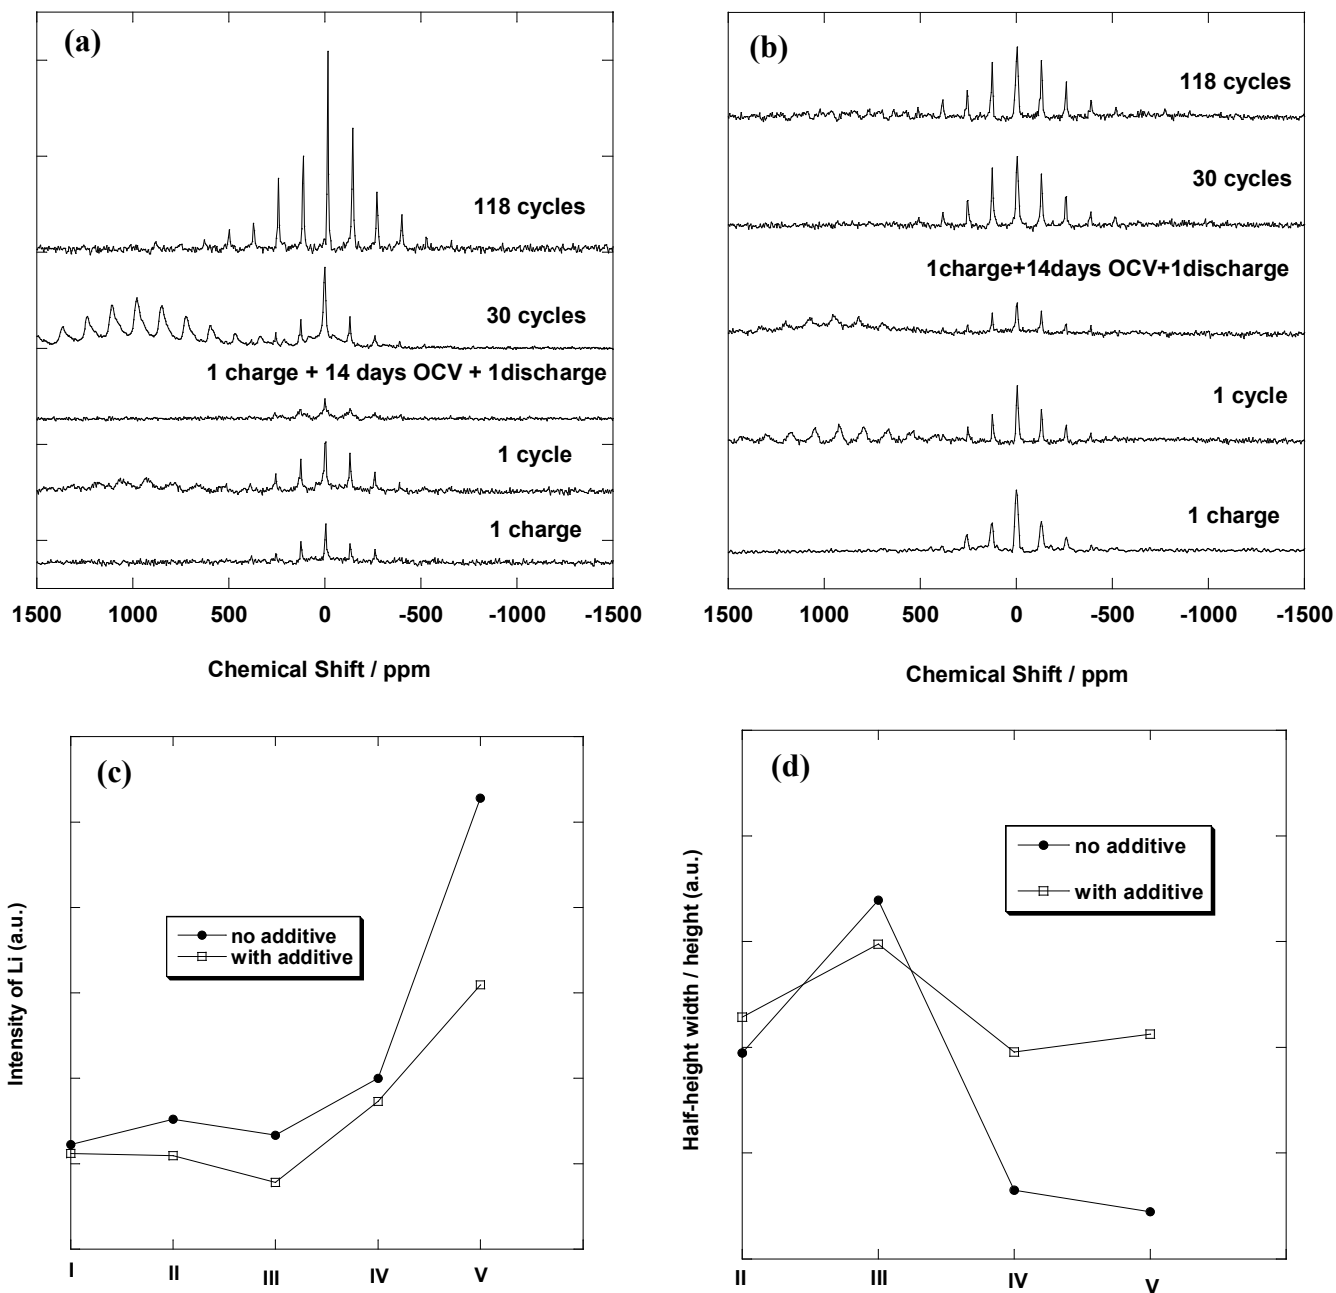 (a)
118 cycles
30 cycles
1 charge + 14 days OCV + 1discharge
1 cycle
1 charge
1500 1000 500 0 -500 -1000 -1500
Chemical Shift / ppm
(b)
118 cycles
30 cycles
1charge+14days OCV+1discharge
1 cycle
1 charge
1500 1000 500 0 -500 -1000 -1500
Chemical Shift / ppm
(c)
Intensity of Li (a.u.)
no additive
with additive
I II III IV V
(d)
Half-height width / height (a.u.)
no additive
with additive
II III IV V